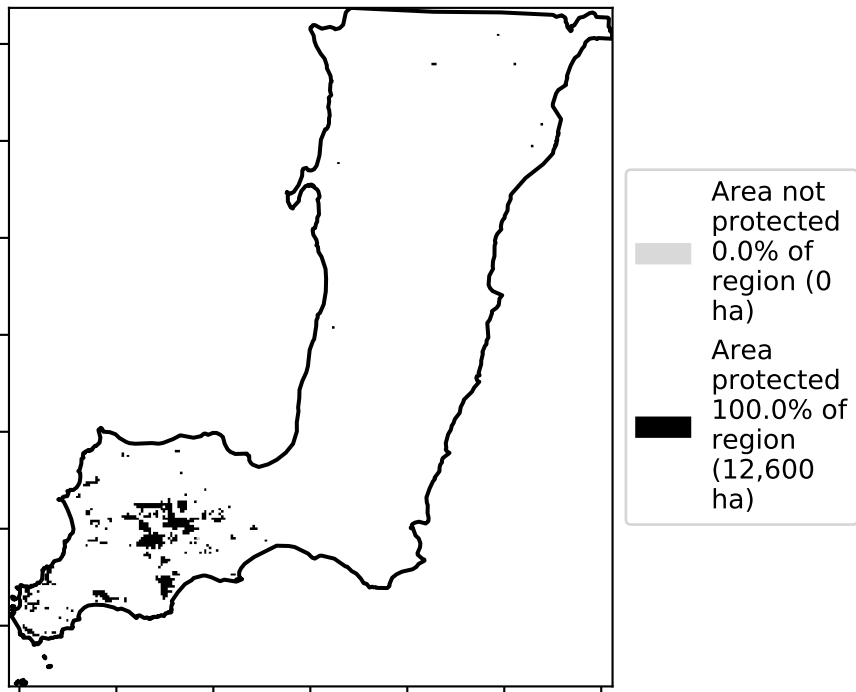 Area not
protected
0.0% of
region (0
ha)
Area
protected
100.0% of
region
(12,600
ha)